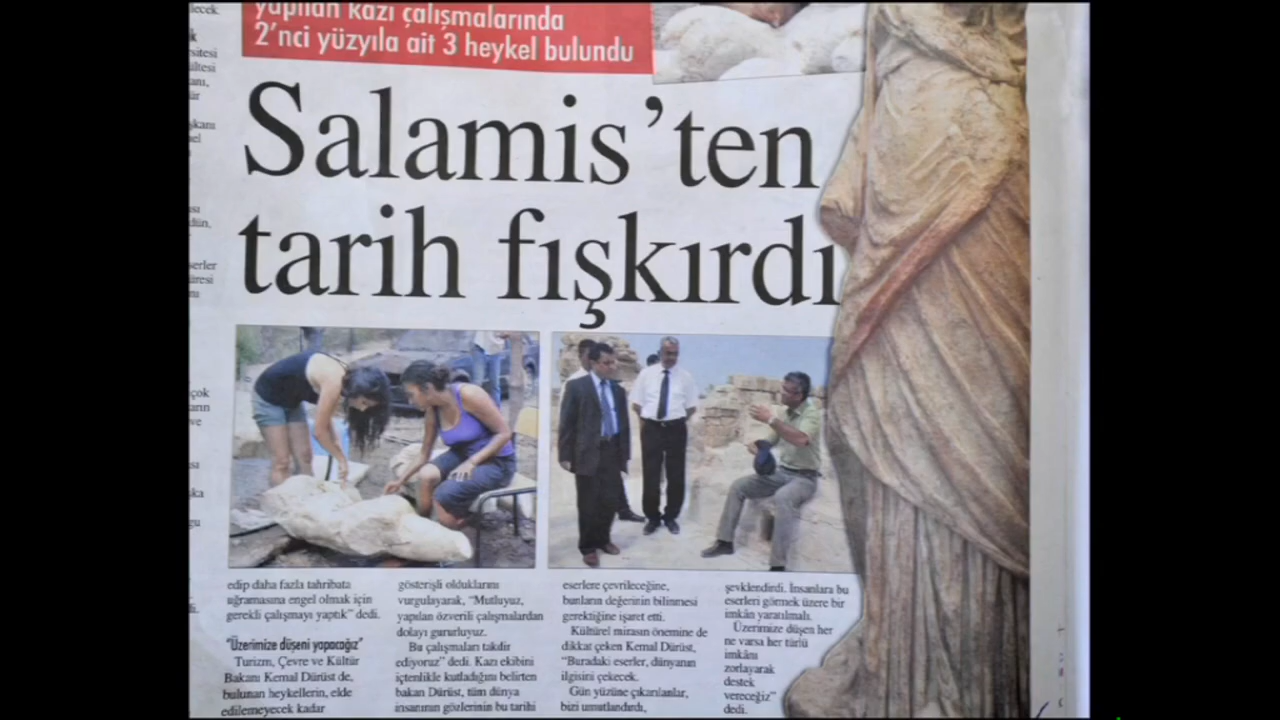 yapılan kazı çalışmalarında
2'nci yüzyıla ait 3 heykel bulundu
Salamis'ten
tarih fışkırdı
edip daha fazla tahribata
uğramasına engel olmak için
gerekli çalışmayı yaptık" dedi.
"Üzerimize düşeni yapacağız"
Turizm, Çevre ve Kültür
Bakanı Kemal Dürüst de,
bulunan heykellerin, elde
edilemeyecek kadar
gösterişli olduklarını
vurgulayarak, "Mutluyuz,
yapılan özverili çalışmalardan
dolayı gururluyuz.
Bu çalışmaları takdir
ediyoruz" dedi. Kazı ekibini
içtenlikle kutladığını belirten
bakan Dürüst, tüm dünya
insanının gözlerinin bu tarihi
eserlere çevrileceğine,
bunların değerinin bilinmesi
gerektiğine işaret etti.
Kültürel mirasın önemine de
dikkat çeken Kemal Dürüst,
"Buradaki eserler, dünyanın
ilgisini çekecek.
Gün yüzüne çıkarılanlar,
bizi umutlandırdı,
şevklendirdi. İnsanlara bu
eserleri görmek üzere bir
imkân yaratılmalı.
Üzerimize düşen her
ne varsa her türlü
imkânı
zorlayarak
destek
vereceğiz"
dedi.